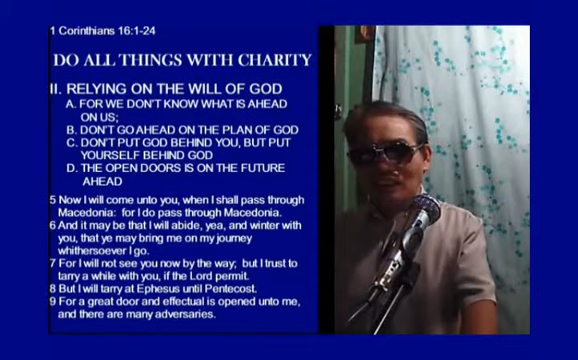 1 Corinthians 16:1-24
DO ALL THINGS WITH CHARITY
II. RELYING ON THE WILL OF GOD
A. FOR WE DON'T KNOW WHAT IS AHEAD
ON US;
B. DON'T GO AHEAD ON THE PLAN OF GOD
C. DON'T PUT GOD BEHIND YOU, BUT PUT
YOURSELF BEHIND GOD
D. THE OPEN DOORS IS ON THE FUTURE
AHEAD
5 Now I will come unto you, when I shall pass through
Macedonia: for I do pass through Macedonia.
6 And it may be that I will abide, yea, and winter with
you, that ye may bring me on my journey
whithersoever I go.
7 For I will not see you now by the way; but I trust to
tarry a while with you, if the Lord permit.
8 But I will tarry at Ephesus until Pentecost.
9 For a great door and effectual is opened unto me,
and there are many adversaries.